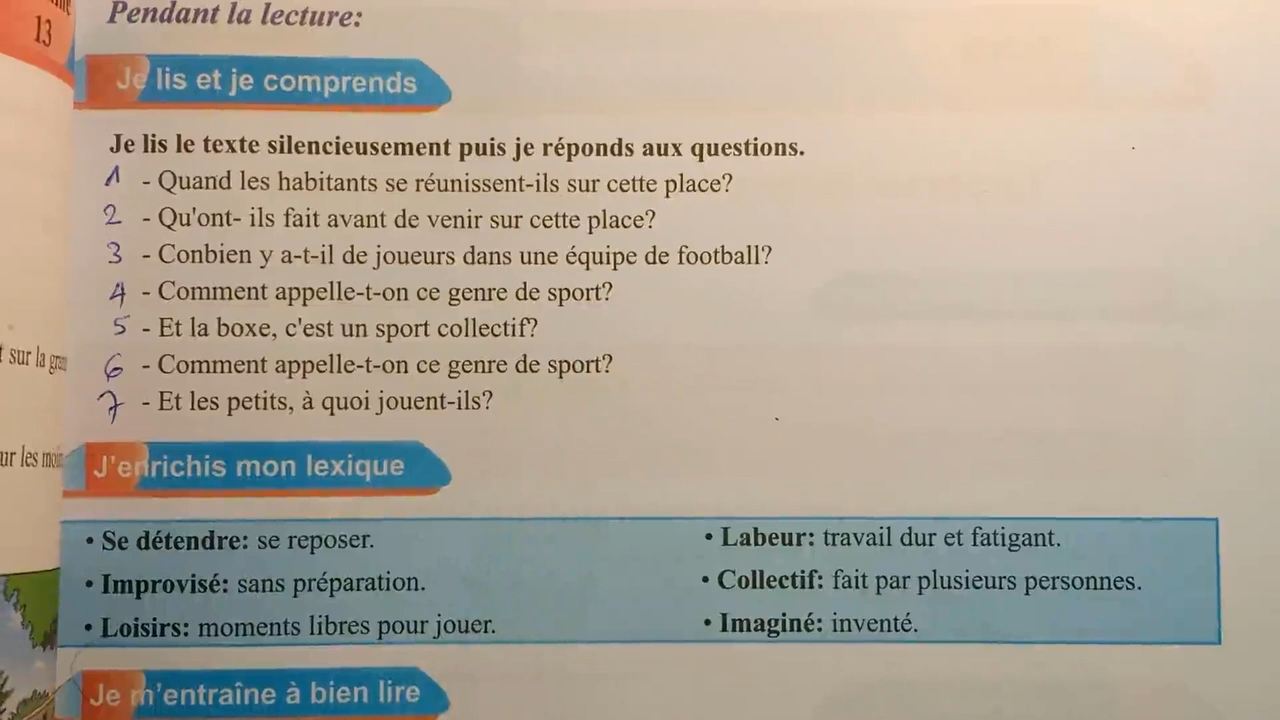 13
Pendant la lecture:
Je lis et je comprends
Je lis le texte silencieusement puis je réponds aux questions.
1 - Quand les habitants se réunissent-ils sur cette place?
2 - Qu'ont- ils fait avant de venir sur cette place?
3 - Conbien y a-t-il de joueurs dans une équipe de football?
4 - Comment appelle-t-on ce genre de sport?
5 - Et la boxe, c'est un sport collectif?
6 - Comment appelle-t-on ce genre de sport?
7 - Et les petits, à quoi jouent-ils?
sur la
ur les
J'enrichis mon lexique
• Se détendre: se reposer.
• Improvisé: sans préparation.
• Loisirs: moments libres pour jouer.
• Labeur: travail dur et fatigant.
• Collectif: fait par plusieurs personnes.
• Imaginé: inventé.
Je m'entraîne à bien lire